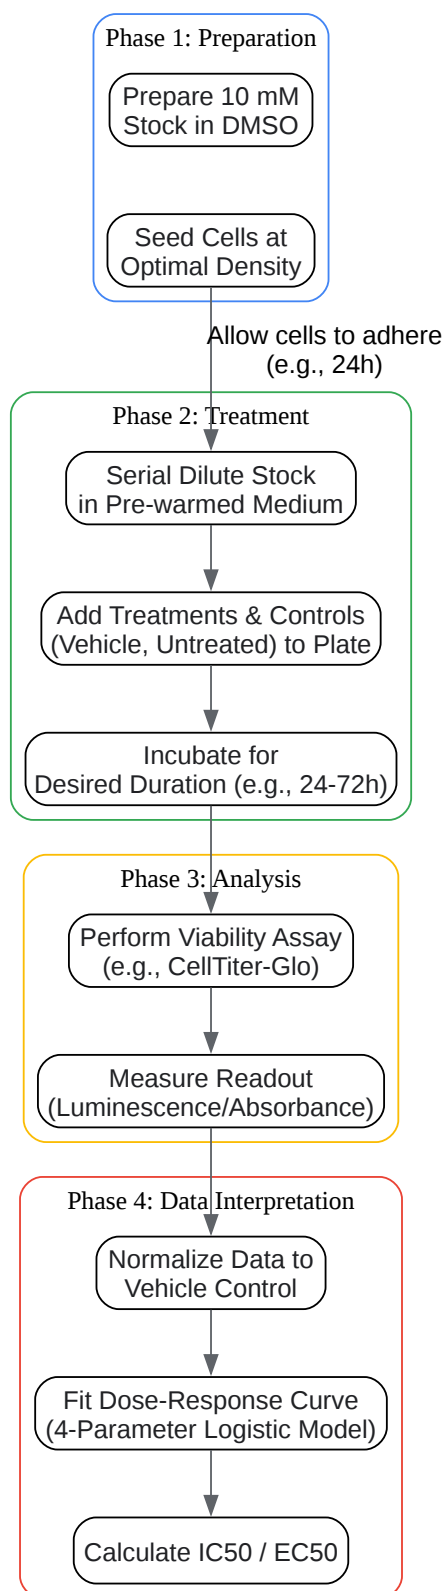 Phase 1: Preparation
Prepare 10 mM
Stock in DMSO
Seed Cells at
Optimal Density
Allow cells to adhere
(e.g., 24h)
Phase 2: Treatment
Serial Dilute Stock
in Pre-warmed Medium
Add Treatments & Controls
(Vehicle, Untreated) to Plate
Incubate for
Desired Duration (e.g., 24-72h)
Phase 3: Analysis
Perform Viability Assay
(e.g., CellTiter-Glo)
Measure Readout
(Luminescence/Absorbance)
Phase 4: Data Interpretation
Normalize Data to
Vehicle Control
Fit Dose-Response Curve
(4-Parameter Logistic Model)
Calculate IC50 / EC50